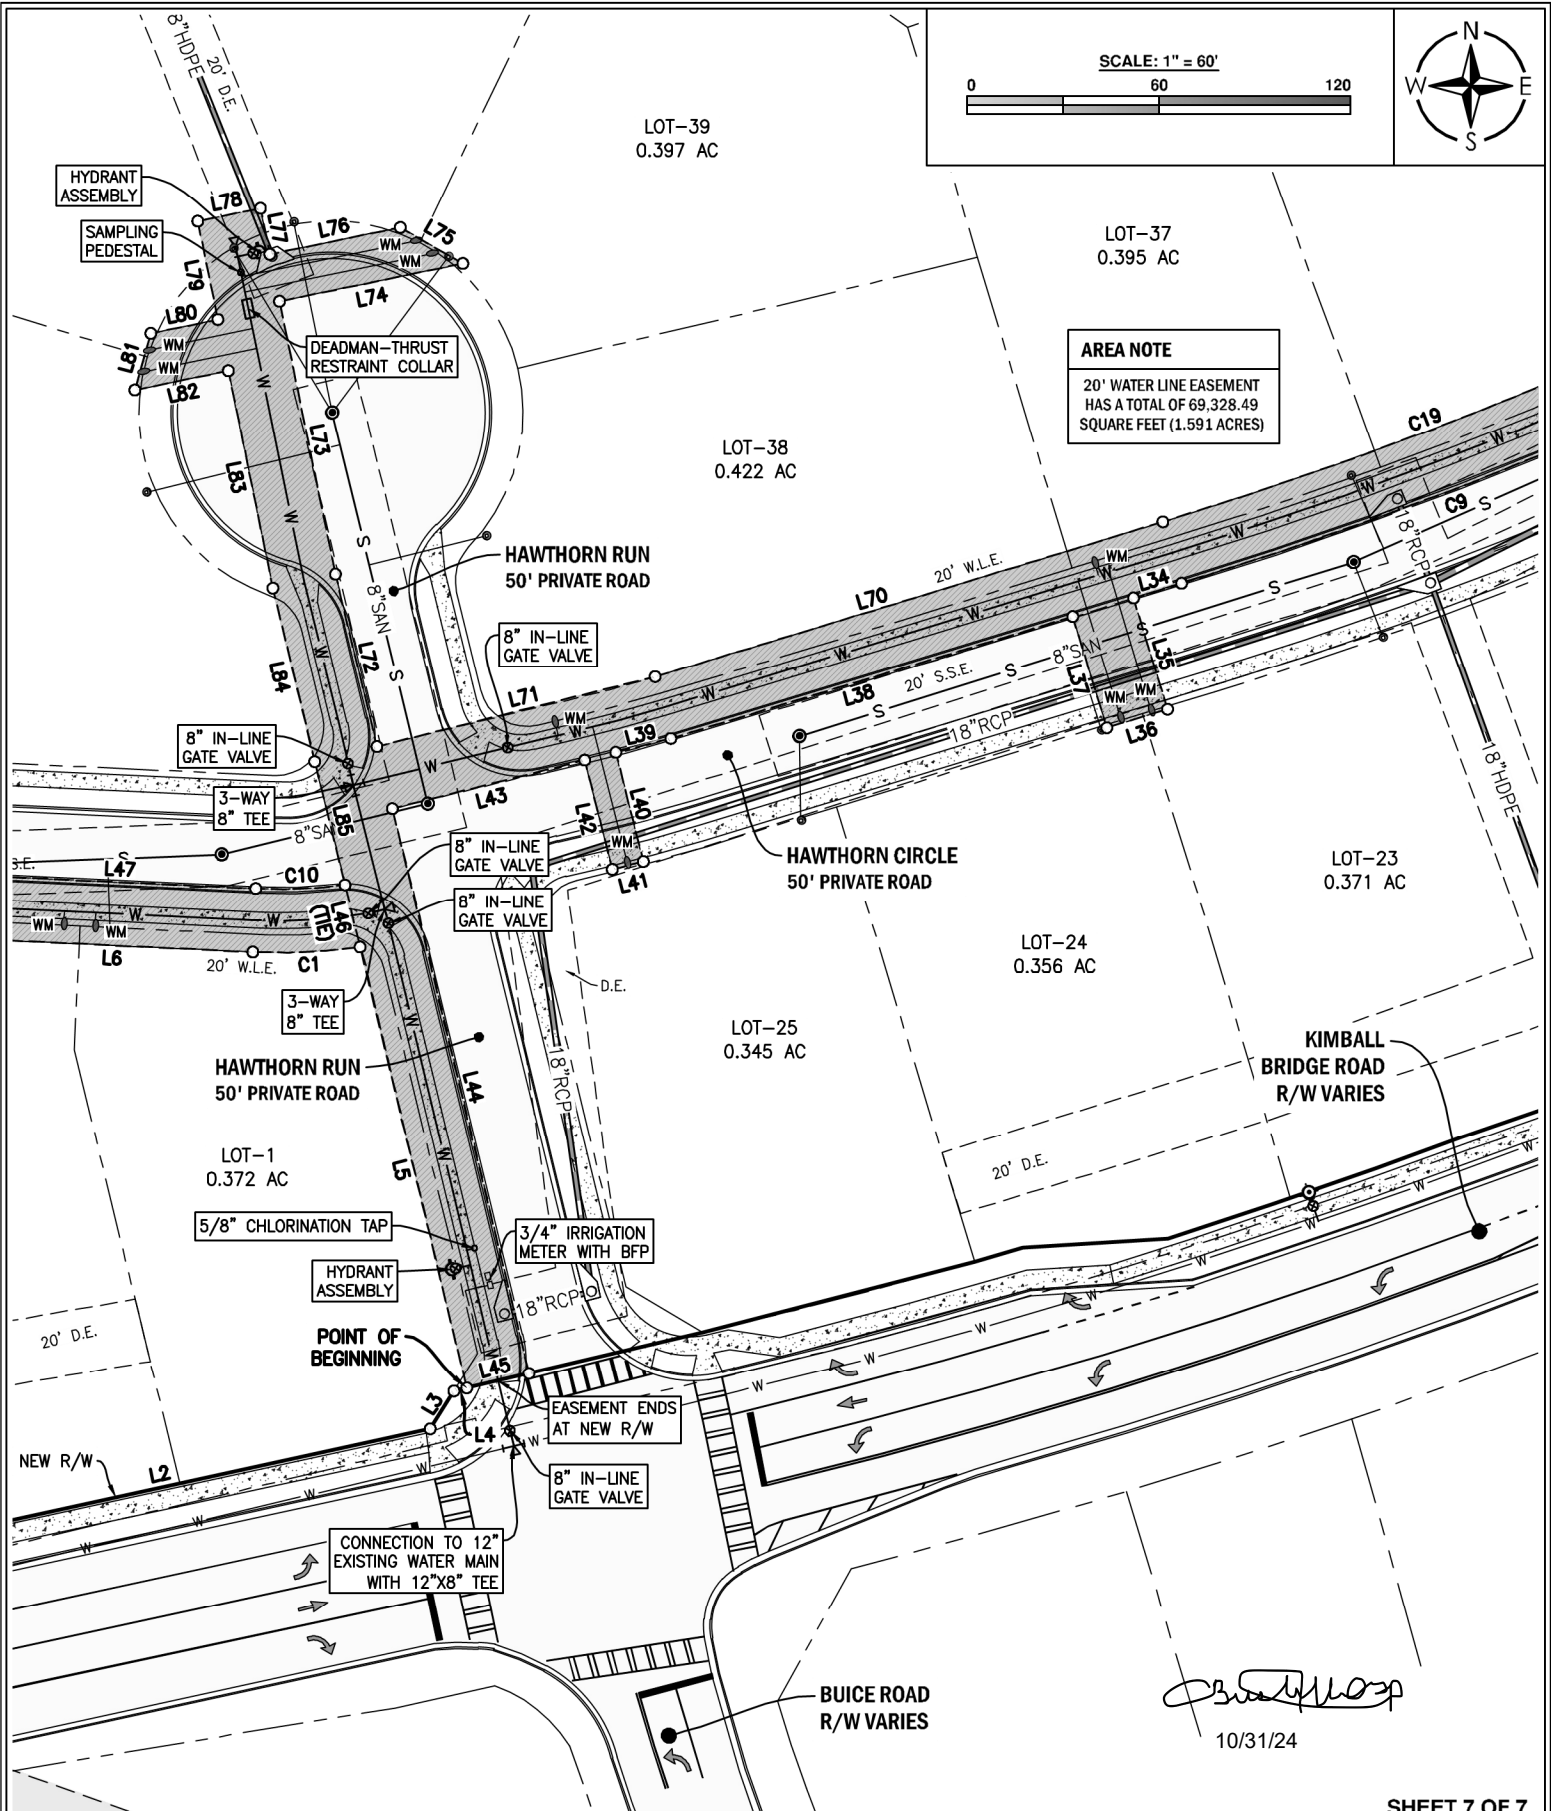 SCALE: 1" = 60'
0 60 120
N
W E
S
8"HDPE
20' D.E.
LOT-39
0.397 AC
HYDRANT
ASSEMBLY
SAMPLING
PEDESTAL
L78
L77
L76
L75
WM
WM
L79
L74
L80
WM
L81
WM
L82
DEADMAN-THRUST
RESTRAINT COLLAR
W
L73
L83
W
LOT-37
0.395 AC
AREA NOTE
20' WATER LINE EASEMENT
HAS A TOTAL OF 69,328.49
SQUARE FEET (1.591 ACRES)
LOT-38
0.422 AC
C19
W
W
C9
S
18"RCP
S
HAWTHORN RUN
50' PRIVATE ROAD
8"SAN
S
20' W.L.E.
WM
W
W
L34
S
L70
W
S
8"SAN
L35
L37
WM
WM
L36
8" IN-LINE
GATE VALVE
W
L72
L84
L71
WM
W
W
W
L38
20' S.S.E.
S
S
18"RCP
L39
8" IN-LINE
GATE VALVE
W
3-WAY
8" TEE
L85
L43
L42
L40
WM
L41
18"HDPE
8"SA
S.E.
S
L47
C10
8" IN-LINE
GATE VALVE
8" IN-LINE
GATE VALVE
HAWTHORN CIRCLE
50' PRIVATE ROAD
LOT-23
0.371 AC
WM
WM
W
W
L46
(TIE)
L6
20' W.L.E.
C1
3-WAY
8" TEE
D.E.
LOT-24
0.356 AC
W
LOT-25
0.345 AC
KIMBALL
BRIDGE ROAD
R/W VARIES
HAWTHORN RUN
50' PRIVATE ROAD
L44
18"RCP
LOT-1
0.372 AC
L5
W
20' D.E.
5/8" CHLORINATION TAP
3/4" IRRIGATION
METER WITH BFP
HYDRANT
ASSEMBLY
18"RCP
20' D.E.
POINT OF
BEGINNING
W
L45
L3
L4
EASEMENT ENDS
AT NEW R/W
W
W
W
W
W
W
W
W
NEW R/W
L2
8" IN-LINE
GATE VALVE
W
W
W
W
CONNECTION TO 12"
EXISTING WATER MAIN
WITH 12"X8" TEE
BUICE ROAD
R/W VARIES
10/31/24
SHEET 7 OF 7